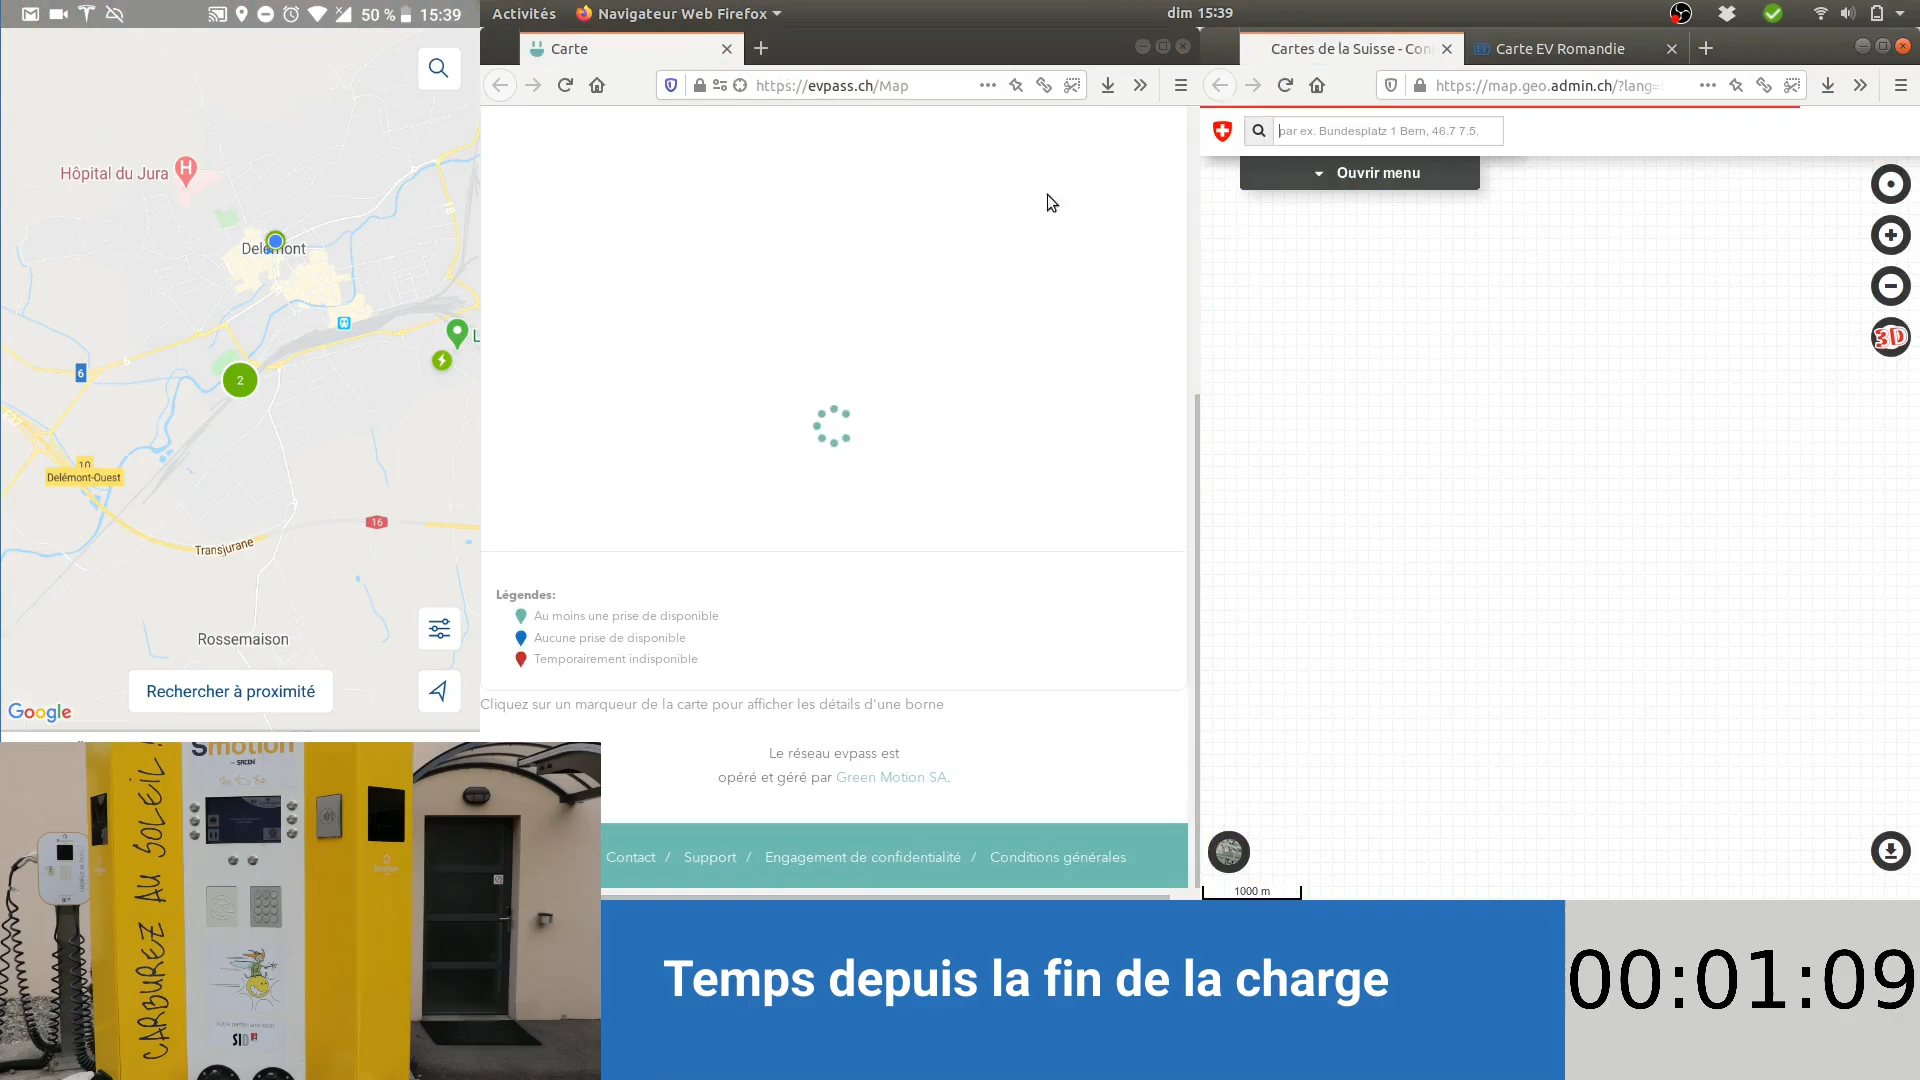 50 %
15:39
Activités
Navigateur Web Firefox
dim 15:39
Carte
Cartes de la Suisse - Con
Carte EV Romandie
https://evpass.ch/Map
https://map.geo.admin.ch/?lang=
par ex. Bundesplatz 1 Bern, 46.7 7.5,
Ouvrir menu
3D
Hôpital du Jura
H
18
Delémont
L
6
6
2
10
Delémont-Ouest
16
Transjurane
Rossemaison
Rechercher à proximité
Google
Légendes:
Au moins une prise de disponible
Aucune prise de disponible
Temporairement indisponible
Cliquez sur un marqueur de la carte pour afficher les détails d'une borne
Le réseau evpass est
opéré et géré par Green Motion SA.
Contact / Support / Engagement de confidentialité / Conditions générales
1000 m
Smotion
CARBUREZ AU SOLEIL !
SID
Temps depuis la fin de la charge
00:01:09